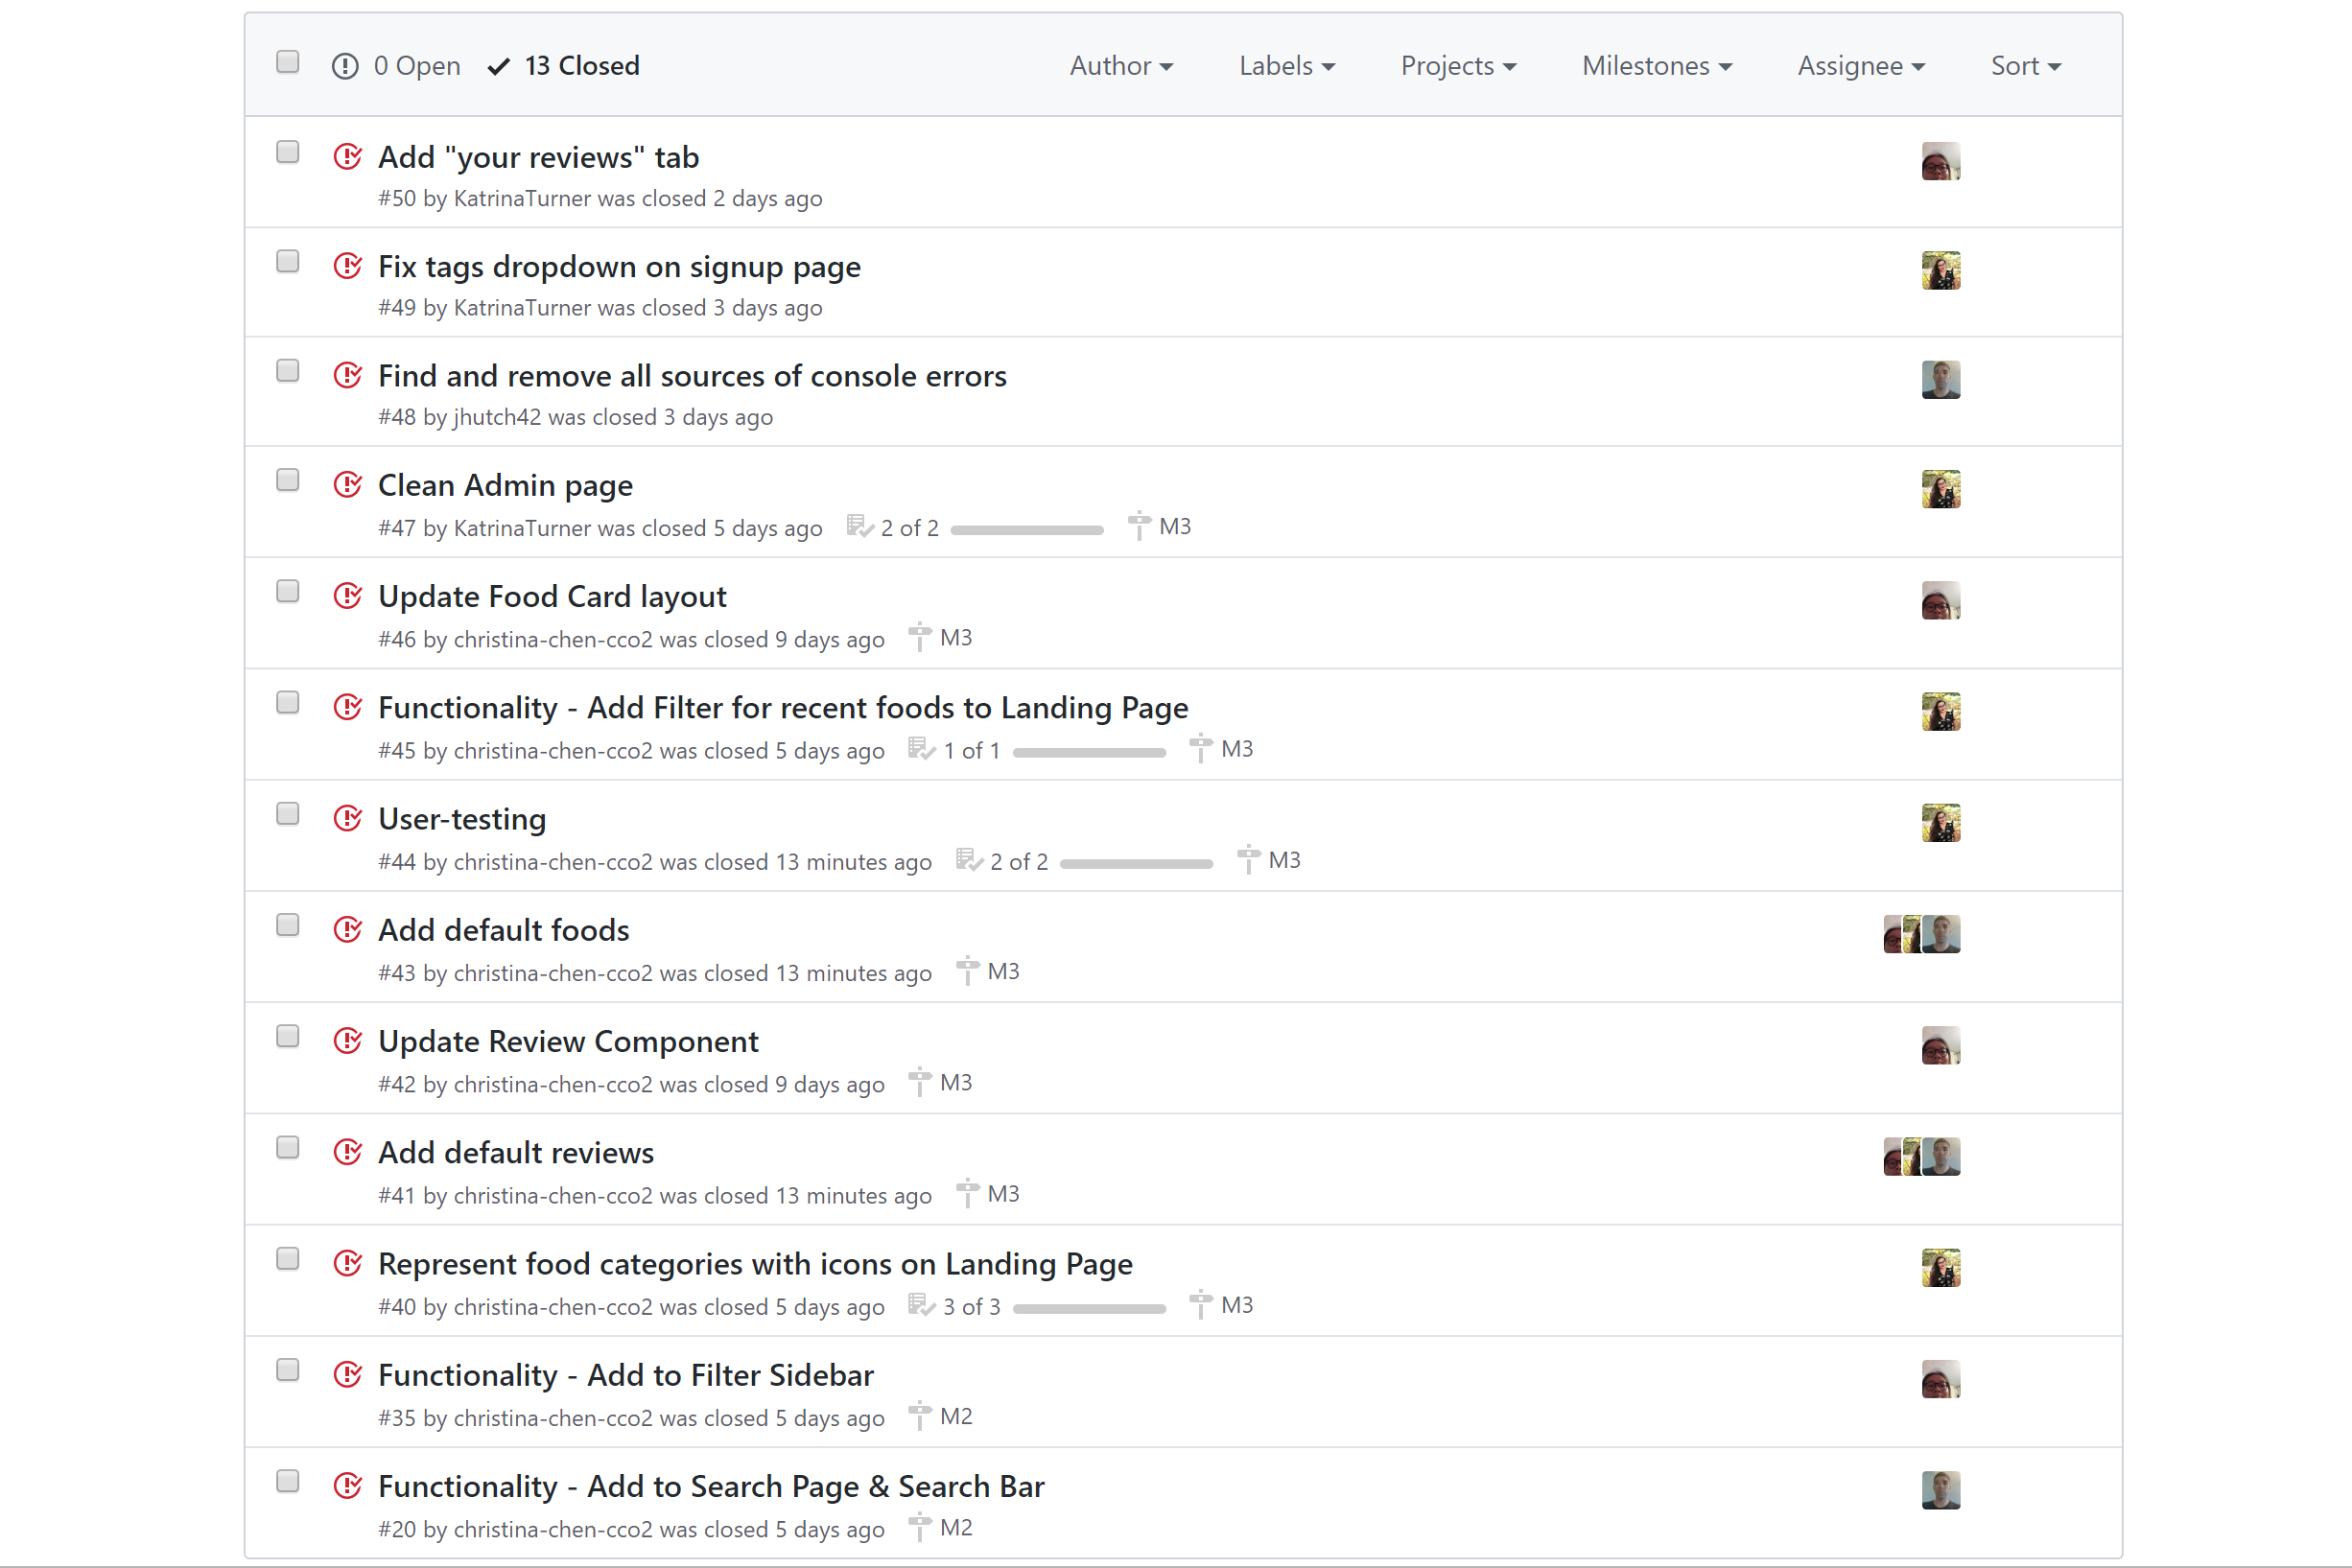 0 Open 13 Closed Author Labels Projects Milestones Assignee Sort
Add "your reviews" tab
#50 by KatrinaTurner was closed 2 days ago
Fix tags dropdown on signup page
#49 by KatrinaTurner was closed 3 days ago
Find and remove all sources of console errors
#48 by jhutch42 was closed 3 days ago
Clean Admin page
#47 by KatrinaTurner was closed 5 days ago 2 of 2 M3
Update Food Card layout
#46 by christina-chen-cco2 was closed 9 days ago M3
Functionality - Add Filter for recent foods to Landing Page
#45 by christina-chen-cco2 was closed 5 days ago 1 of 1 M3
User-testing
#44 by christina-chen-cco2 was closed 13 minutes ago 2 of 2 M3
Add default foods
#43 by christina-chen-cco2 was closed 13 minutes ago M3
Update Review Component
#42 by christina-chen-cco2 was closed 9 days ago M3
Add default reviews
#41 by christina-chen-cco2 was closed 13 minutes ago M3
Represent food categories with icons on Landing Page
#40 by christina-chen-cco2 was closed 5 days ago 3 of 3 M3
Functionality - Add to Filter Sidebar
#35 by christina-chen-cco2 was closed 5 days ago M2
Functionality - Add to Search Page & Search Bar
#20 by christina-chen-cco2 was closed 5 days ago M2